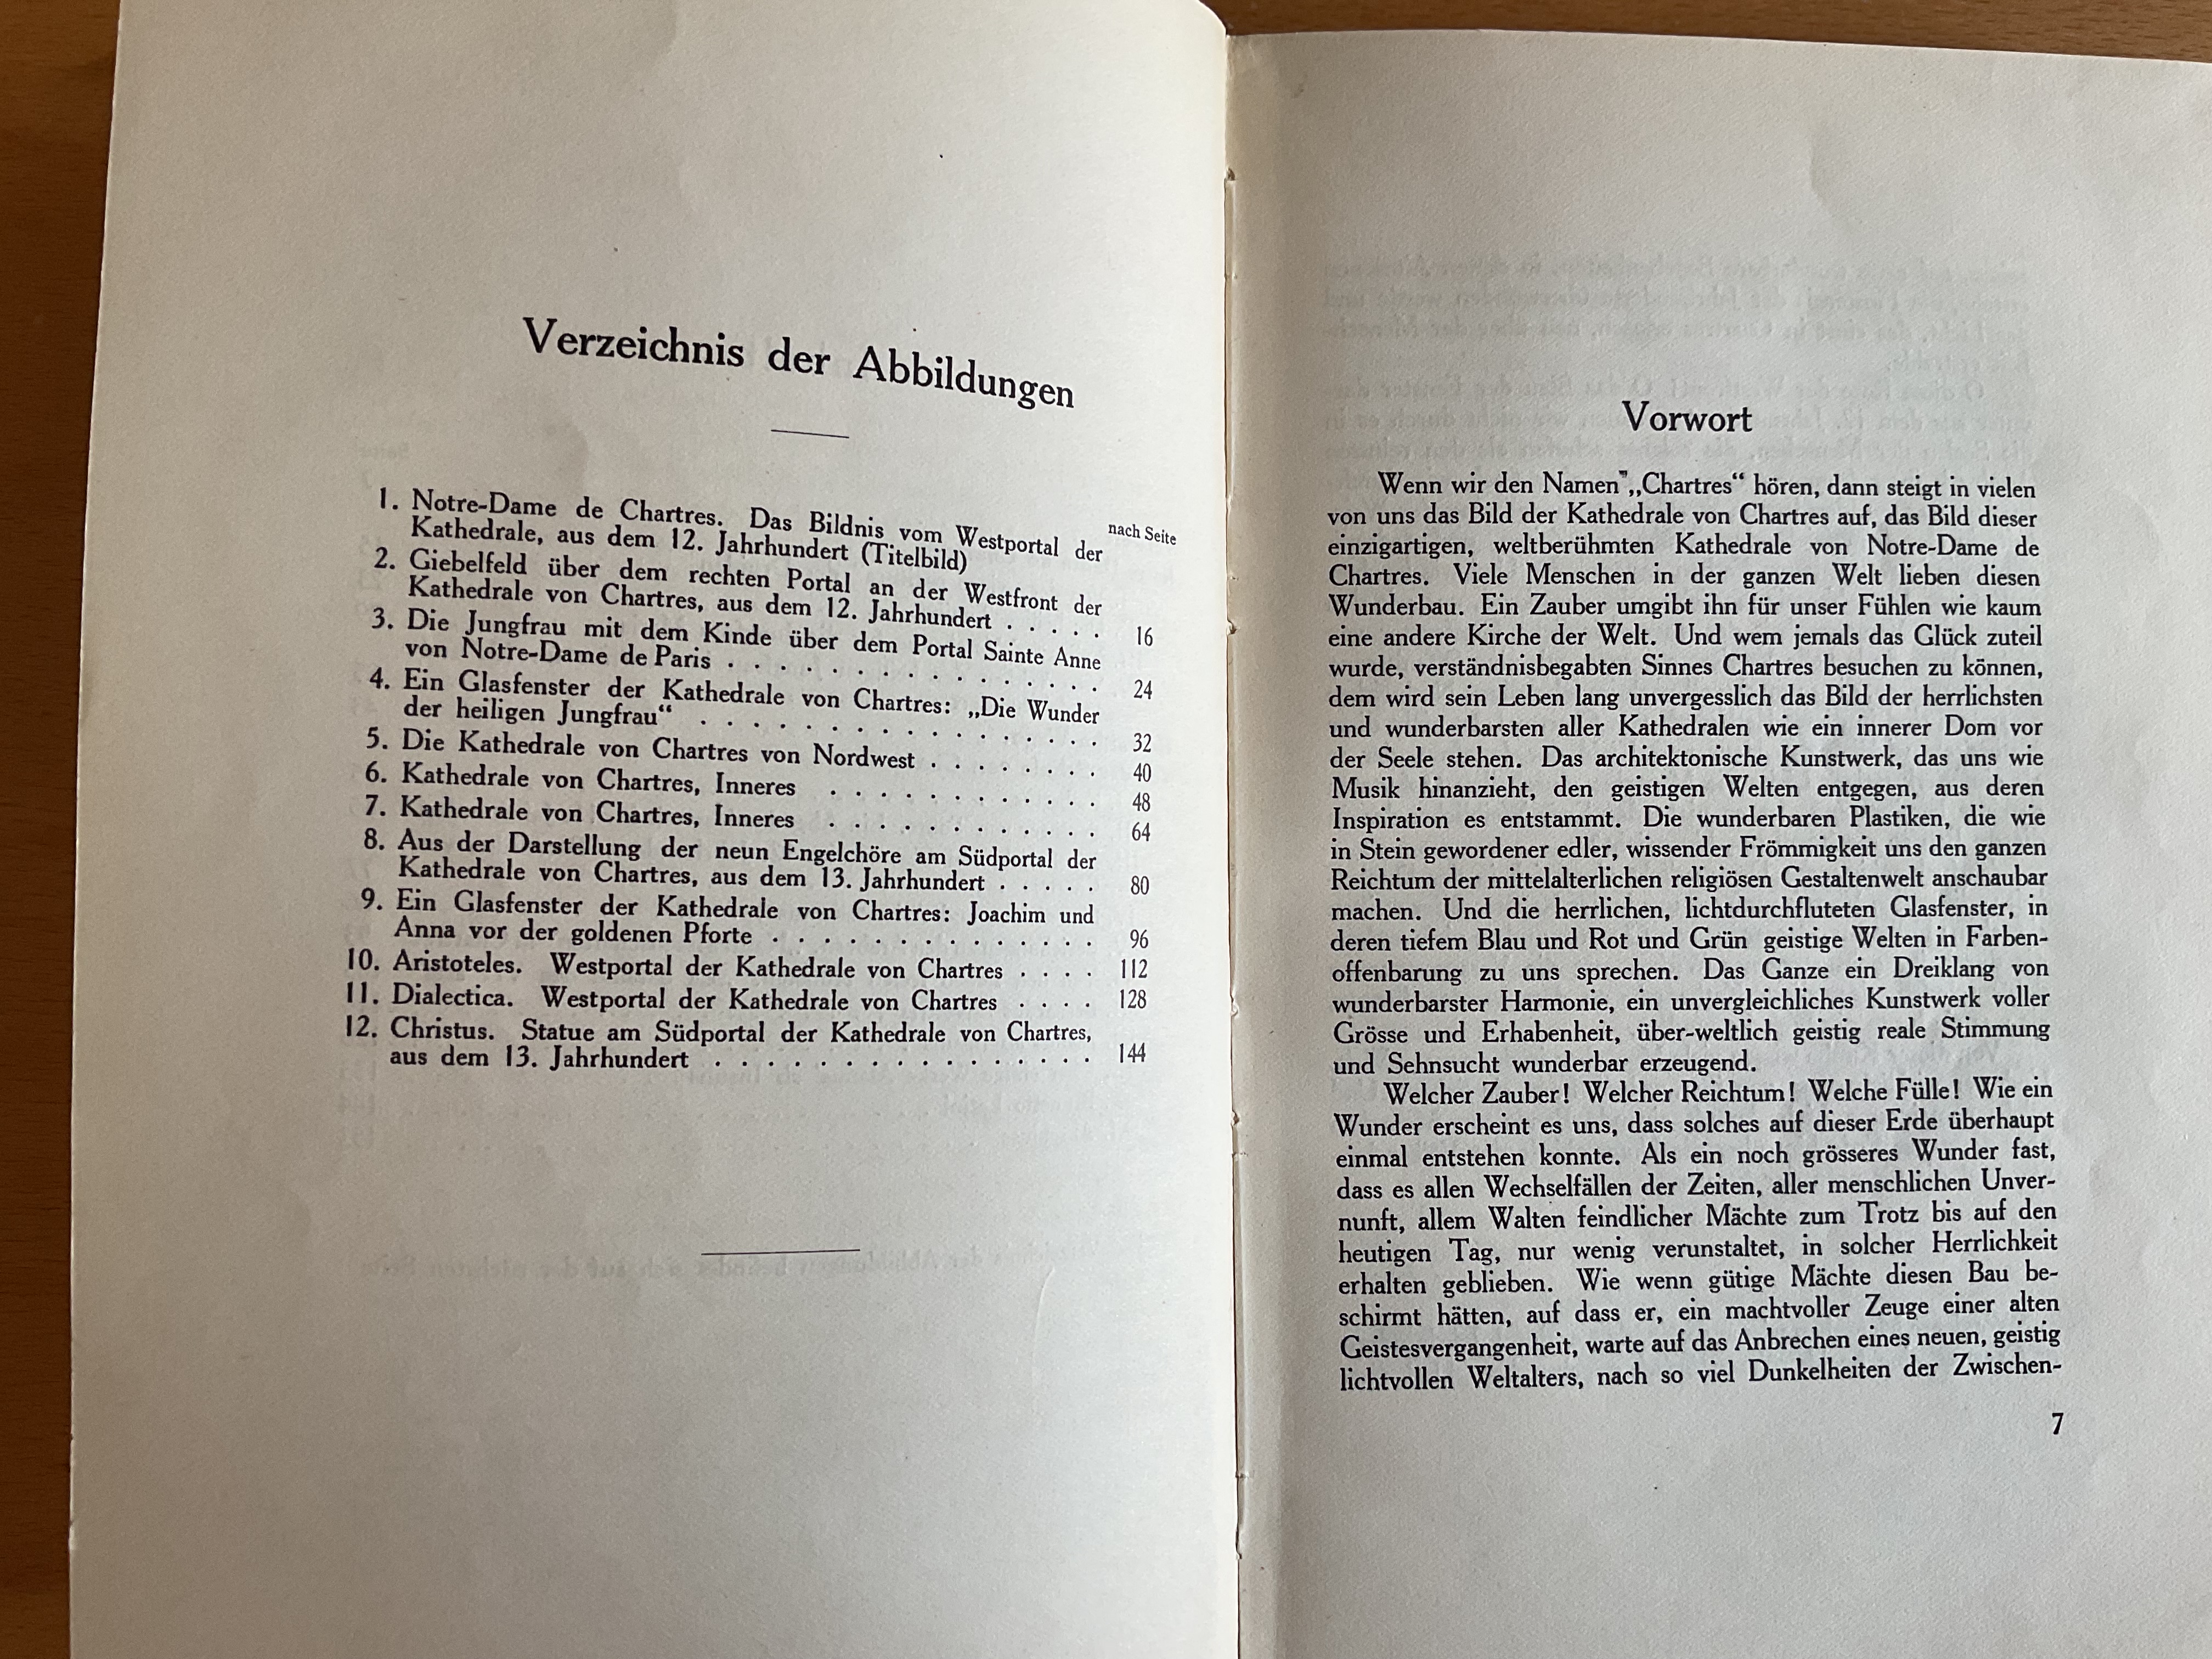 Verzeichnis der Abbildungen
nach Seite
1. Notre-Dame de Chartres. Das Bildnis vom Westportal der
Kathedrale, aus dem 12. Jahrhundert (Titelbild)
2. Giebelfeld über dem rechten Portal an der Westfront der
Kathedrale von Chartres, aus dem 12. Jahrhundert . . . . . 16
3. Die Jungfrau mit dem Kinde über dem Portal Sainte Anne
von Notre-Dame de Paris . . . . . . . . . . . . . . . 24
4. Ein Glasfenster der Kathedrale von Chartres: „Die Wunder
der heiligen Jungfrau“ . . . . . . . . . . . . . . . . 32
5. Die Kathedrale von Chartres von Nordwest . . . . . . . . 40
6. Kathedrale von Chartres, Inneres . . . . . . . . . . . . 48
7. Kathedrale von Chartres, Inneres . . . . . . . . . . . . 64
8. Aus der Darstellung der neun Engelchöre am Südportal der
Kathedrale von Chartres, aus dem 13. Jahrhundert . . . . . 80
9. Ein Glasfenster der Kathedrale von Chartres: Joachim und
Anna vor der goldenen Pforte . . . . . . . . . . . . . 96
10. Aristoteles. Westportal der Kathedrale von Chartres . . . . 112
11. Dialectica. Westportal der Kathedrale von Chartres . . . . 128
12. Christus. Statue am Südportal der Kathedrale von Chartres,
aus dem 13. Jahrhundert . . . . . . . . . . . . . . . . 144
Vorwort
Wenn wir den Namen „Chartres“ hören, dann steigt in vielen
von uns das Bild der Kathedrale von Chartres auf, das Bild dieser
einzigartigen, weltberühmten Kathedrale von Notre-Dame de
Chartres. Viele Menschen in der ganzen Welt lieben diesen
Wunderbau. Ein Zauber umgibt ihn für unser Fühlen wie kaum
eine andere Kirche der Welt. Und wem jemals das Glück zuteil
wurde, verständnisbegabten Sinnes Chartres besuchen zu können,
dem wird sein Leben lang unvergesslich das Bild der herrlichsten
und wunderbarsten aller Kathedralen wie ein innerer Dom vor
der Seele stehen. Das architektonische Kunstwerk, das uns wie
Musik hinanzieht, den geistigen Welten entgegen, aus deren
Inspiration es entstammt. Die wunderbaren Plastiken, die wie
in Stein gewordener edler, wissender Frömmigkeit uns den ganzen
Reichtum der mittelalterlichen religiösen Gestaltenwelt anschaubar
machen. Und die herrlichen, lichtdurchfluteten Glasfenster, in
deren tiefem Blau und Rot und Grün geistige Welten in Farben-
offenbarung zu uns sprechen. Das Ganze ein Dreiklang von
wunderbarster Harmonie, ein unvergleichliches Kunstwerk voller
Grösse und Erhabenheit, über-weltlich geistig reale Stimmung
und Sehnsucht wunderbar erzeugend.
Welcher Zauber! Welcher Reichtum! Welche Fülle! Wie ein
Wunder erscheint es uns, dass solches auf dieser Erde überhaupt
einmal entstehen konnte. Als ein noch grösseres Wunder fast,
dass es allen Wechselfällen der Zeiten, aller menschlichen Unver-
nunft, allem Walten feindlicher Mächte zum Trotz bis auf den
heutigen Tag, nur wenig verunstaltet, in solcher Herrlichkeit
erhalten geblieben. Wie wenn gütige Mächte diesen Bau be-
schirmt hätten, auf dass er, ein machtvoller Zeuge einer alten
Geistesvergangenheit, warte auf das Anbrechen eines neuen, geistig
lichtvollen Weltalters, nach so viel Dunkelheiten der Zwischen-
7